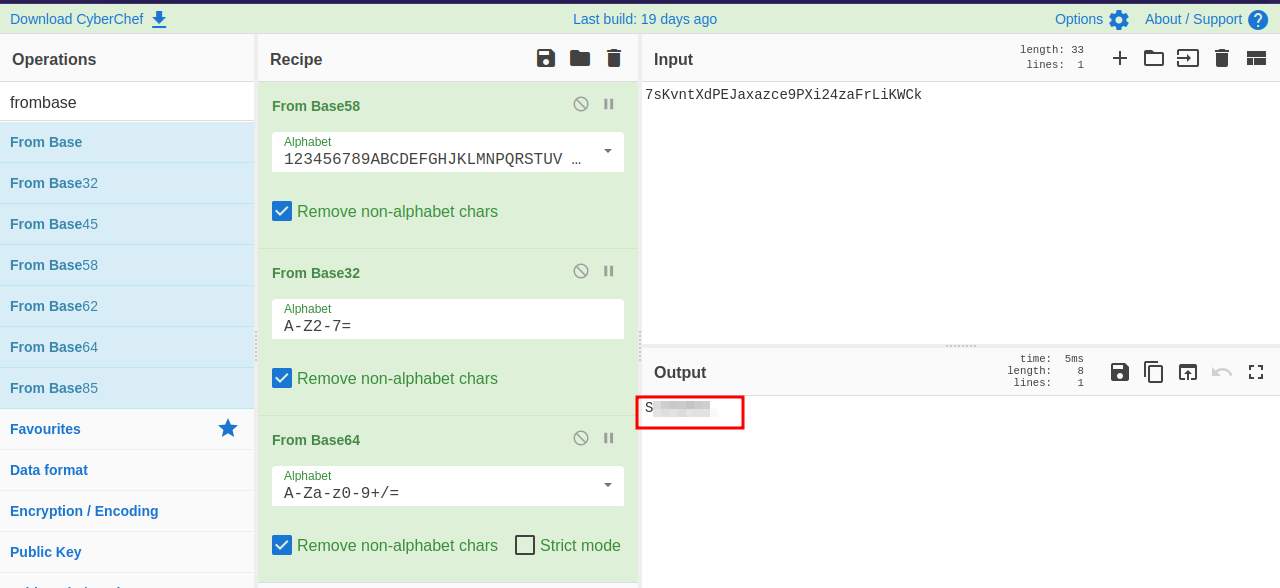 Download CyberChef
Last build: 19 days ago
Options
About / Support
Operations
frombase
From Base
From Base32
From Base45
From Base58
From Base62
From Base64
From Base85
Favourites
Data format
Encryption / Encoding
Public Key
Recipe
From Base58
Alphabet
123456789ABCDEFGHJKLMNPQRSTUV …
Remove non-alphabet chars
From Base32
Alphabet
A-Z2-7=
Remove non-alphabet chars
From Base64
Alphabet
A-Za-z0-9+/=
Remove non-alphabet chars
Strict mode
Input
length: 33
lines: 1
7sKvntXdPEJaxazce9PXi24zaFrLiKWCk
Output
time: 5ms
length: 8
lines: 1
S